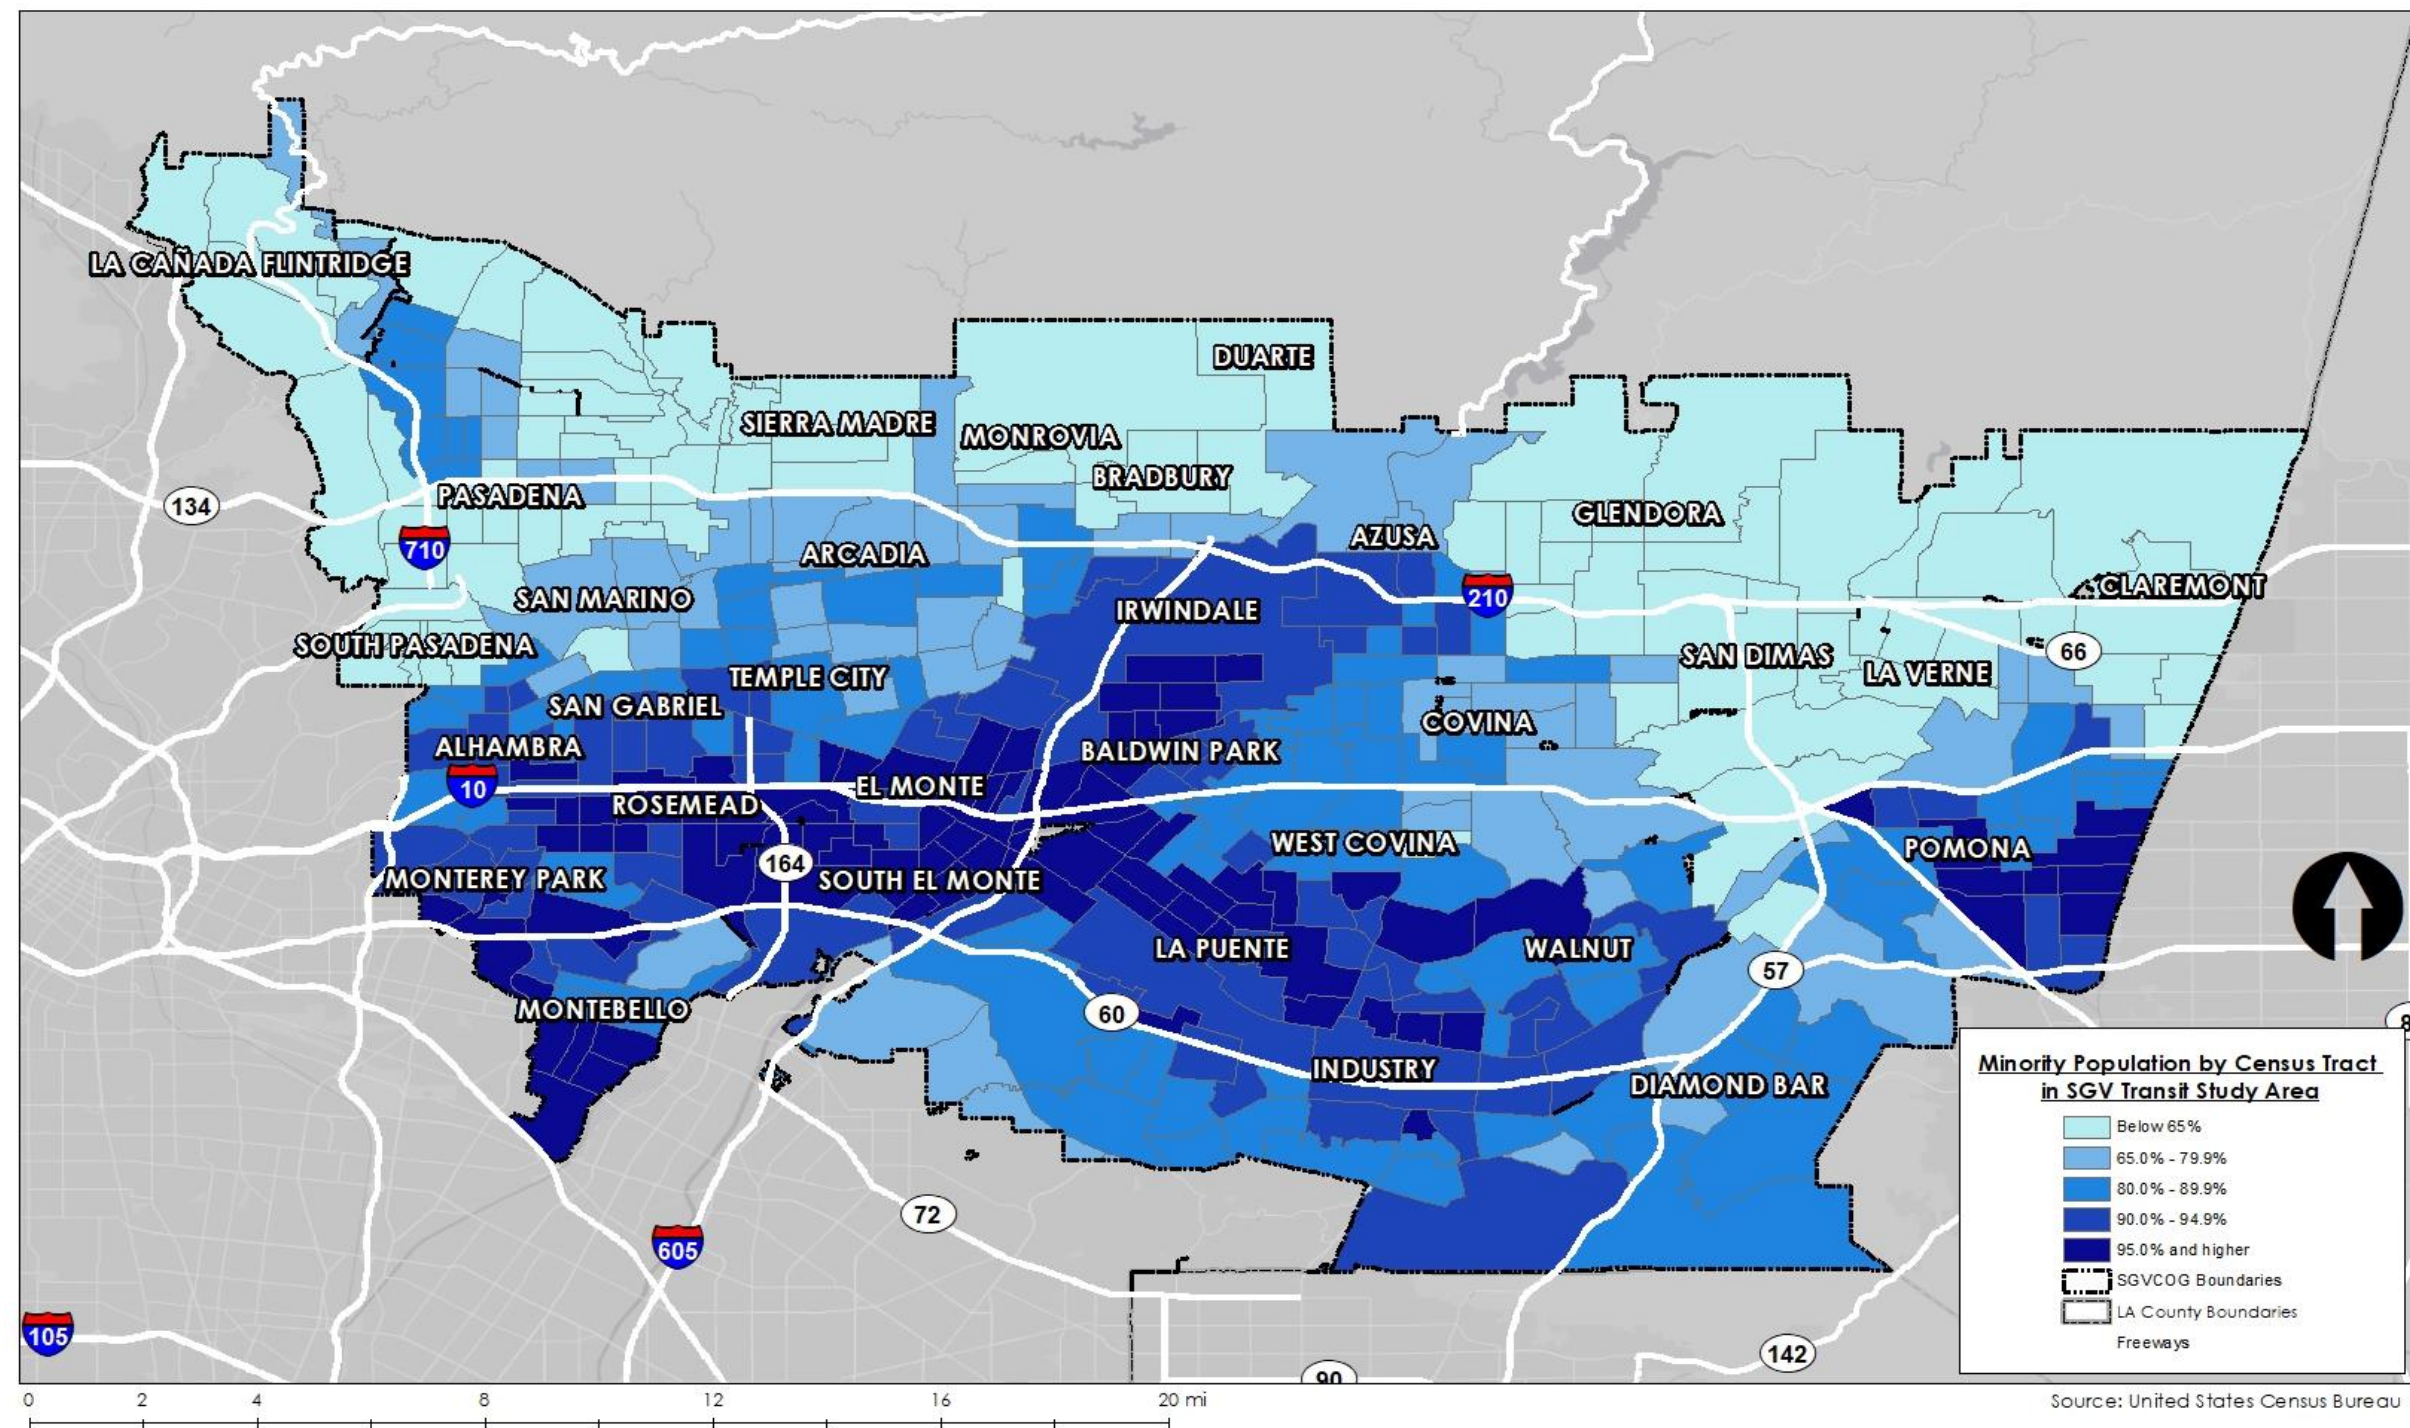 LA CAÑADA FLINTRIDGE
DUARTE
SIERRA MADRE
MONROVIA
BRADBURY
134
PASADENA
GLENDORA
AZUSA
710
ARCADIA
CLAREMONT
SAN MARINO
210
IRWINDALE
SOUTH PASADENA
66
SAN DIMAS
LA VERNE
TEMPLE CITY
SAN GABRIEL
COVINA
ALHAMBRA
BALDWIN PARK
10
EL MONTE
ROSEMEAD
WEST COVINA
POMONA
164
MONTEREY PARK
SOUTH EL MONTE
LA PUENTE
WALNUT
57
MONTEBELLO
60
INDUSTRY
DIAMOND BAR
72
605
105
142
90
Minority Population by Census Tract
in SGV Transit Study Area
Below 65%
65.0% - 79.9%
80.0% - 89.9%
90.0% - 94.9%
95.0% and higher
SGVCOG Boundaries
LA County Boundaries
Freeways
0 2 4 8 12 16 20 mi
Source: United States Census Bureau